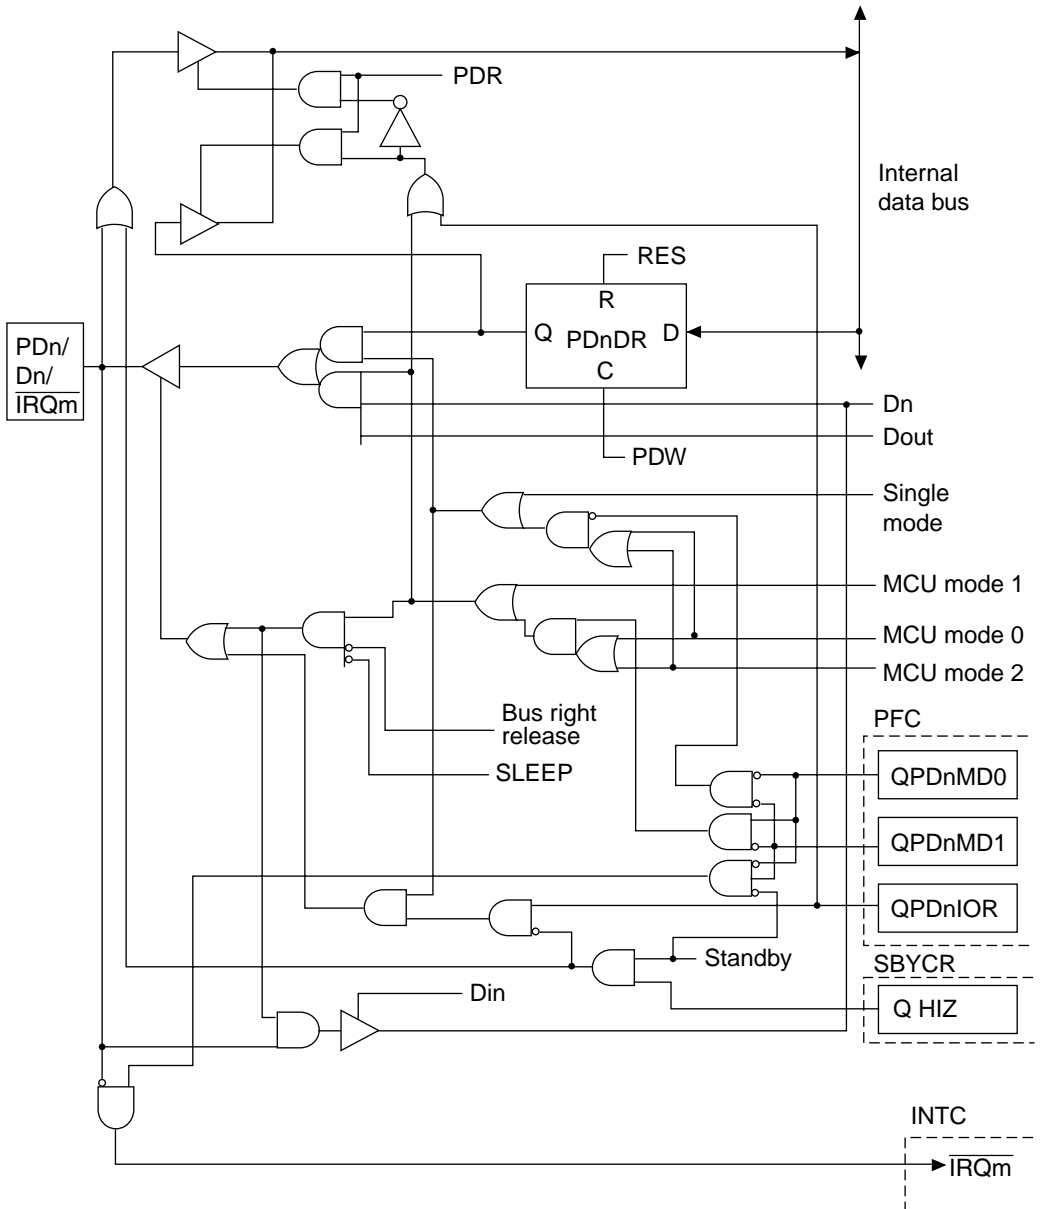 PDR
Internal
data bus
RES
R
Q
PDnDR
D
C
PDn/
Dn/
IRQm
Dn
Dout
PDW
Single
mode
MCU mode 1
MCU mode 0
MCU mode 2
Bus right
release
SLEEP
PFC
QPDnMD0
QPDnMD1
QPDnIOR
Standby
SBYCR
Q HIZ
Din
INTC
IRQm